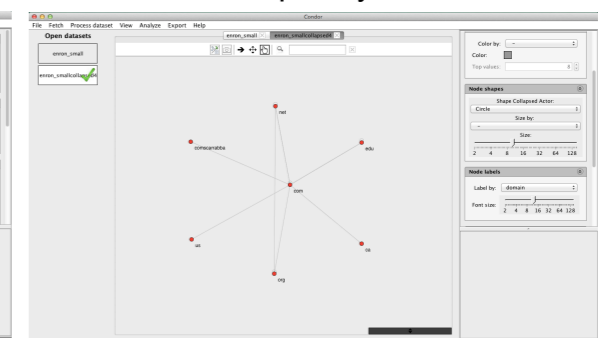 Condor
File Fetch Process dataset View Analyze Export Help
Open datasets
enron_small
enron_smallcollapsed4
enron_small
enron_smallcollapsed4
net
comscarrabba
edu
com
us
ca
org
Color by: --
Color:
Top values:
Node shapes
Shape Collapsed Actor:
Circle
Size by:
--
Size:
2 4 8 16 32 64 128
Node labels
Label by: domain
Font size:
2 4 8 16 32 64 128